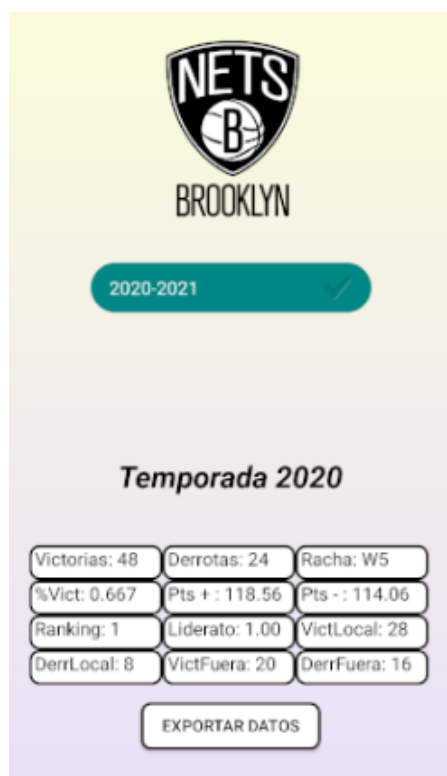 NETS
B
BROOKLYN
2020-2021
Temporada 2020
Victorias: 48 Derrotas: 24 Racha: W5
%Vict: 0.667 Pts + : 118.56 Pts - : 114.06
Ranking: 1 Liderato: 1.00 VictLocal: 28
DerrLocal: 8 VictFuera: 20 DerrFuera: 16
EXPORTAR DATOS